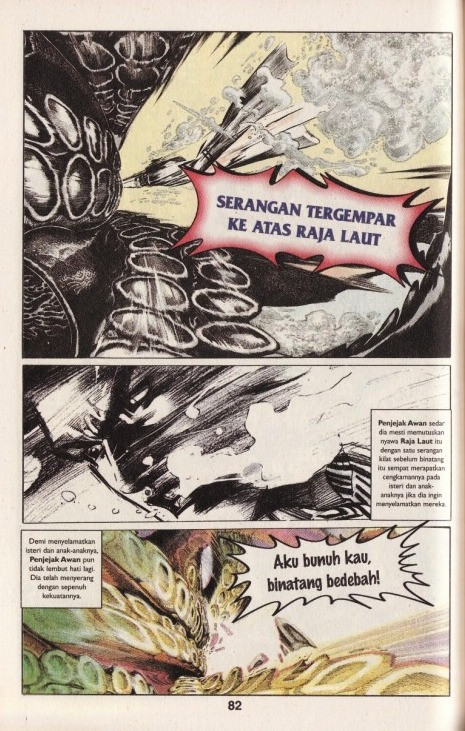 SERANGAN TERGEMPAR
KE ATAS RAJA LAUT
Penjejak Awan sedar
dia mesti memutuskan
nyawa Raja Laut itu
dengan satu serangan
kilat sebelum binatang
itu sempat merapatkan
cengkamannya pada
isteri dan anak-
anaknya jika dia ingin
menyelamatkan mereka.
Demi menyelamatkan
isteri dan anak-anaknya,
Penjejak Awan pun
tidak lembut hati lagi.
Dia telah menyerang
dengan sepenuh
kekuatannya.
Aku bunuh kau,
binatang bedebah!
82